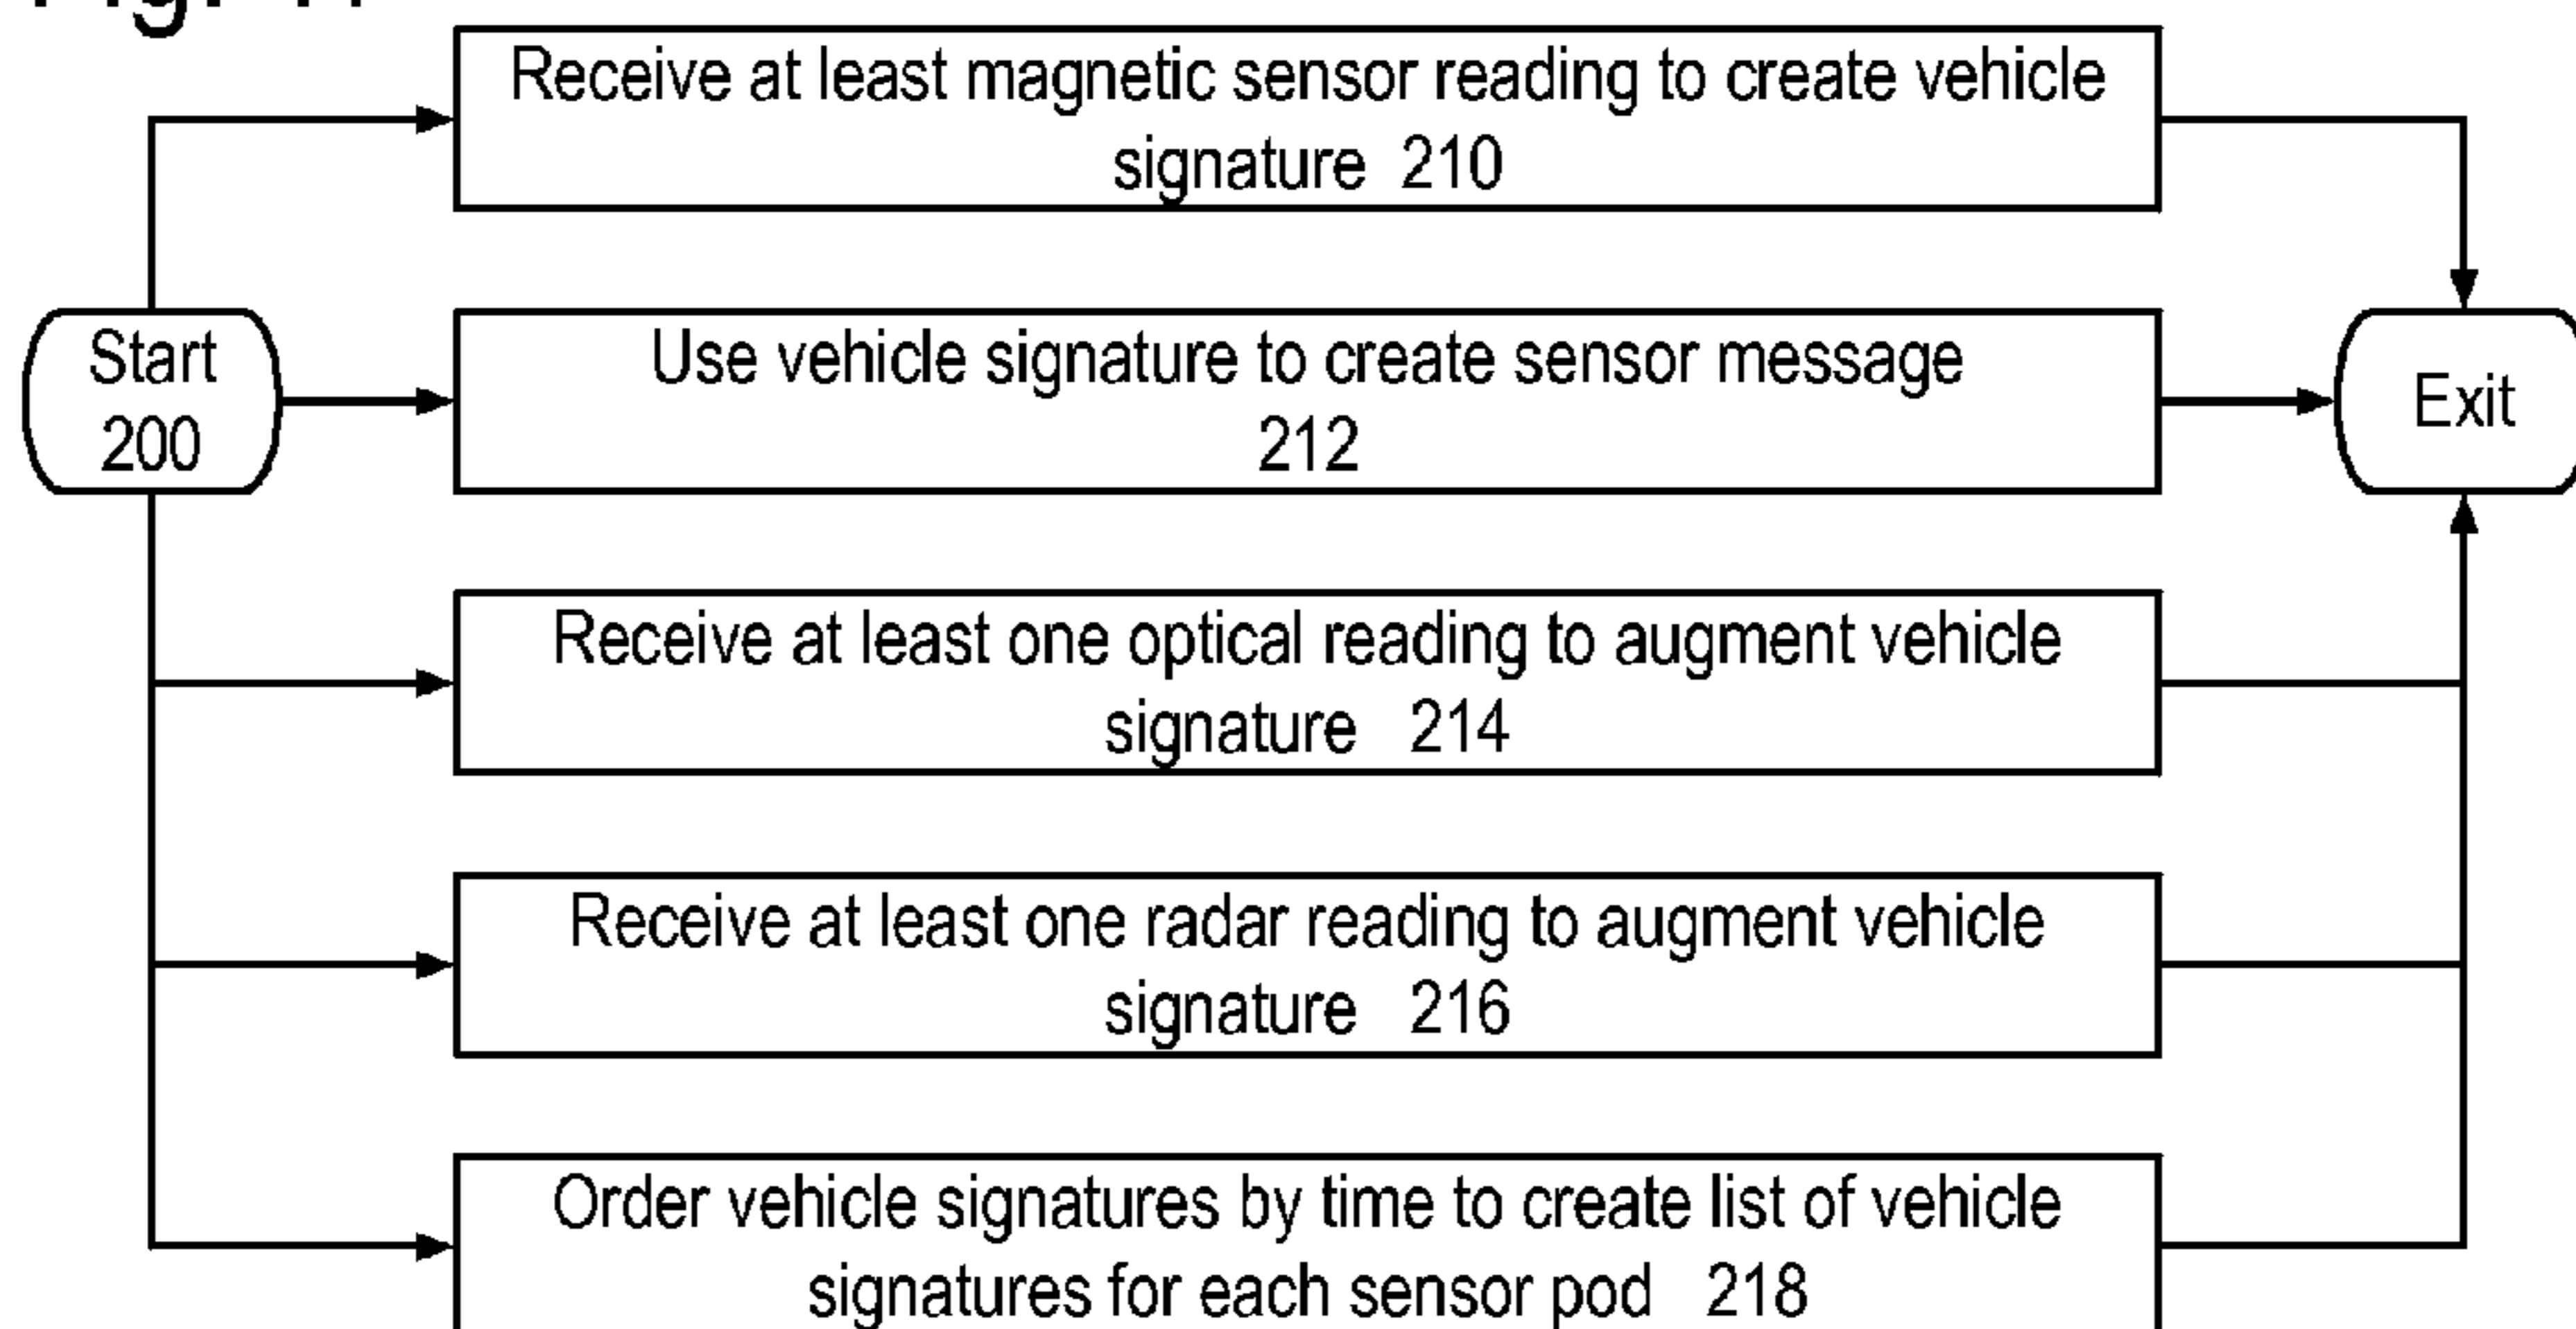 Receive at least magnetic sensor reading to create vehicle
signature 210
Start
200
Use vehicle signature to create sensor message
212
Exit
Receive at least one optical reading to augment vehicle
signature 214
Receive at least one radar reading to augment vehicle
signature 216
Order vehicle signatures by time to create list of vehicle
signatures for each sensor pod 218